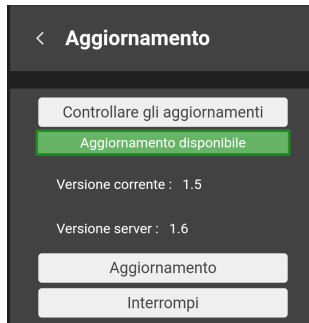 Aggiornamento
Controllare gli aggiornamenti
Aggiornamento disponibile
Versione corrente : 1.5
Versione server : 1.6
Aggiornamento
Interrompi